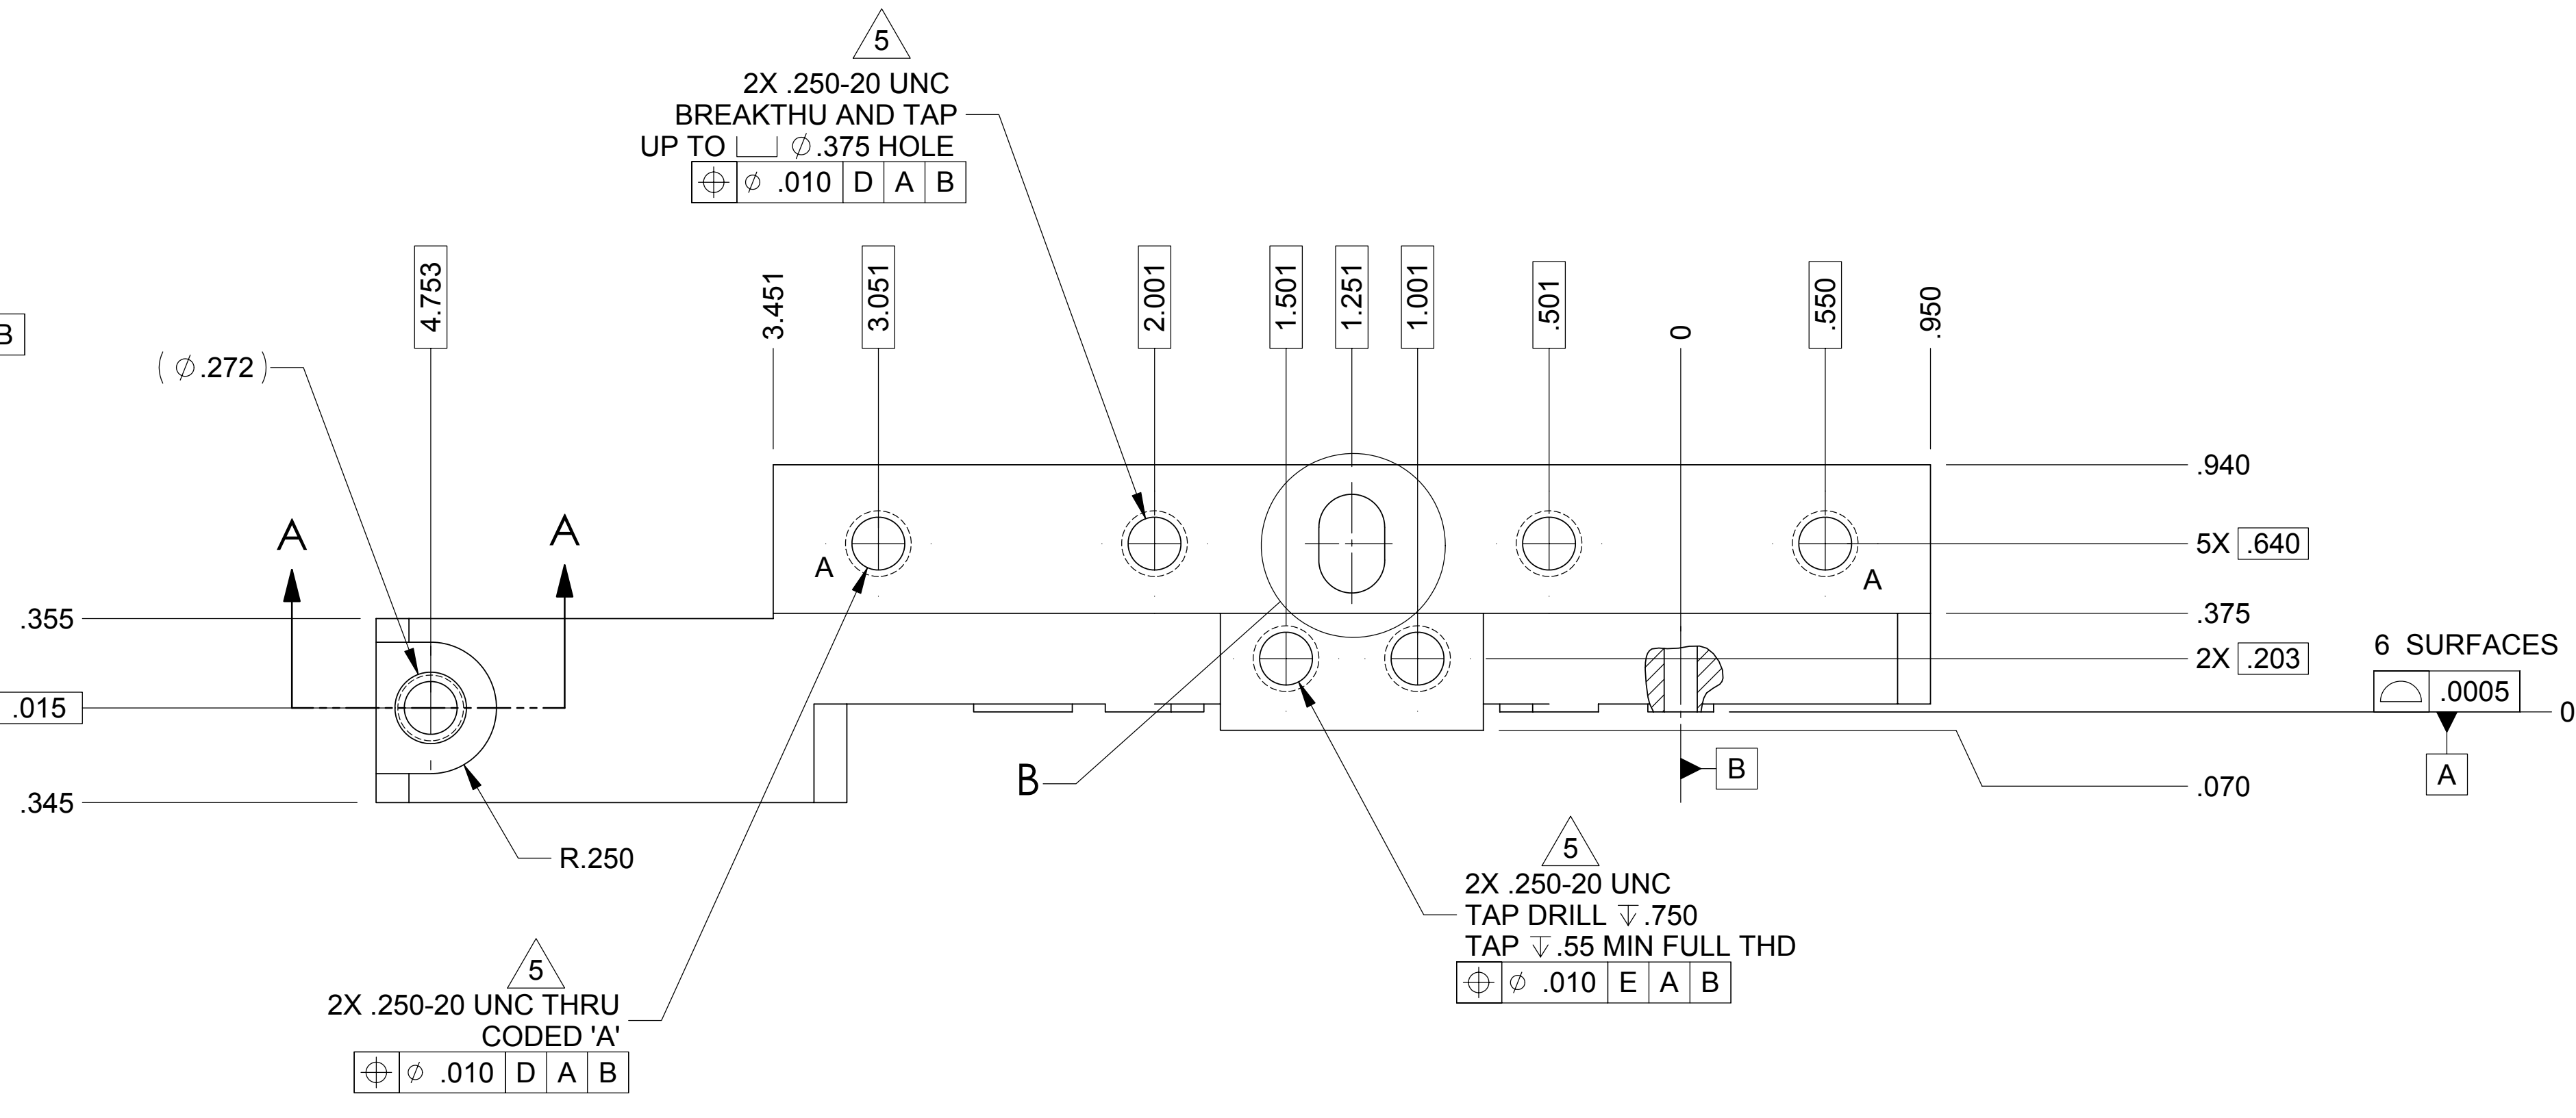 5
2X .250-20 UNC
BREAKTHU AND TAP
UP TO ⌴ ⌀.375 HOLE
⌖ ⌀ .010 D A B
4.753
3.451
3.051
2.001
1.501
1.251
1.001
.501
0
.550
.950
B
(⌀.272)
.940
A A
5X .640
A A
.355
.375
6 SURFACES
2X .203
⌓ .0005
.015
0
B
B
A
.070
.345
R.250
5
2X .250-20 UNC
TAP DRILL ↧.750
TAP ↧.55 MIN FULL THD
⌖ ⌀ .010 E A B
5
2X .250-20 UNC THRU
CODED 'A'
⌖ ⌀ .010 D A B